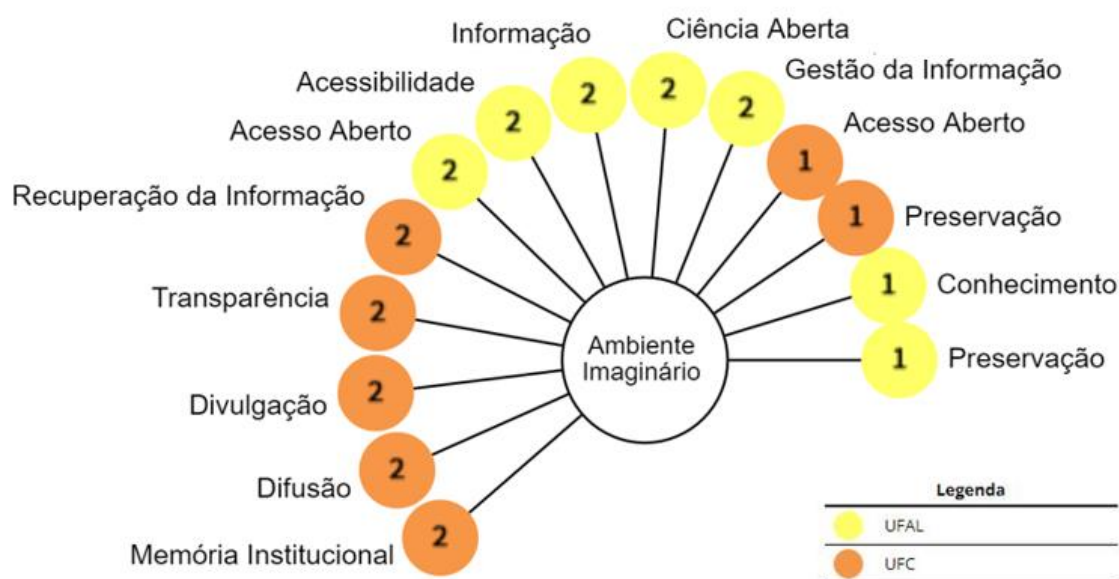 Informação
2
Ciência Aberta
2
Gestão da Informação
2
Acessibilidade
2
Acesso Aberto
1
Acesso Aberto
2
Preservação
1
Recuperação da Informação
2
Conhecimento
1
Transparência
2
Ambiente
Imaginário
Preservação
1
Divulgação
2
Difusão
2
Memória Institucional
2
Legenda
UFAL
UFC